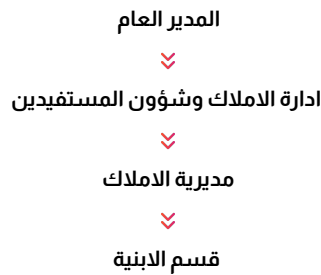 المدير العام
ادارة الاملاك وشؤون المستفيدين
مديرية الاملاك
قسم الابنية